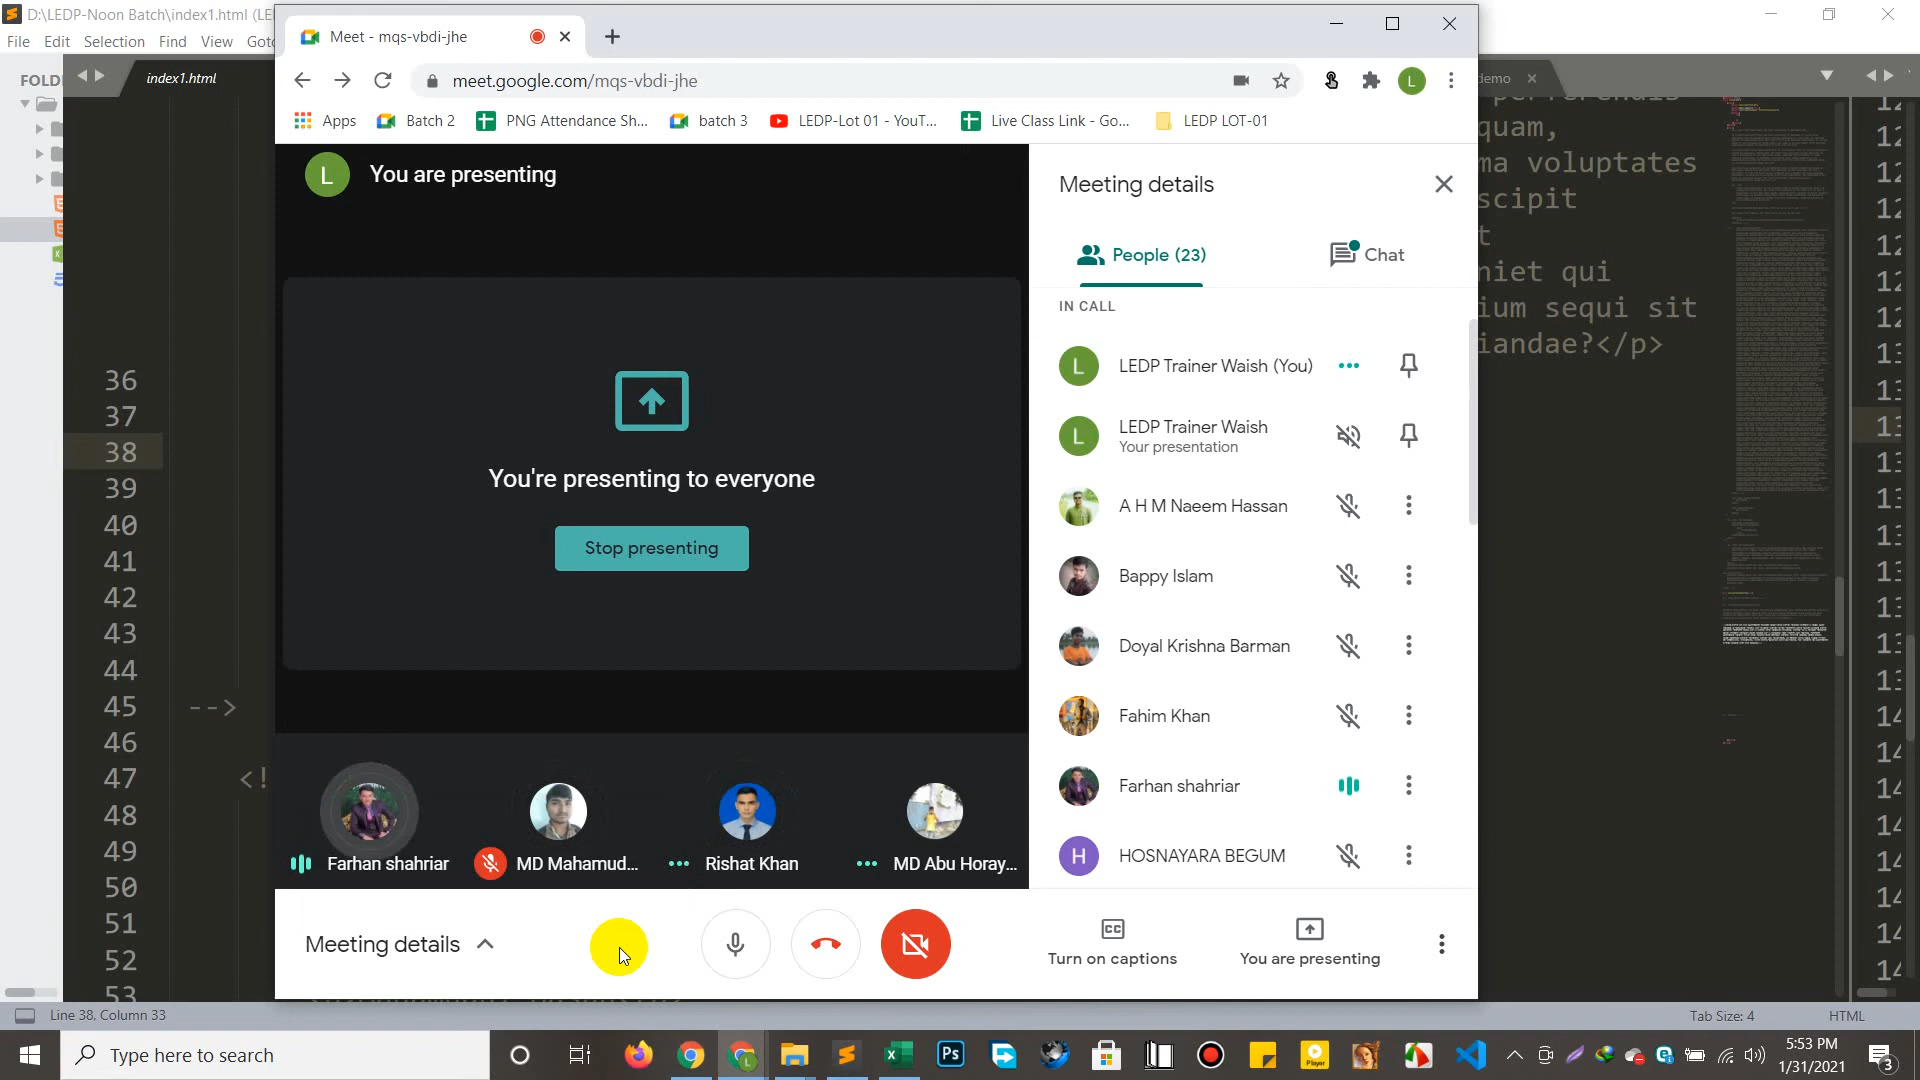 D:\LEDP-Noon Batch\index1.html (LE
File Edit Selection Find View Goto
FOLD
index1.html
demo
Meet - mqs-vbdi-jhe
meet.google.com/mqs-vbdi-jhe
L
Apps Batch 2 PNG Attendance Sh... batch 3 LEDP-Lot 01 - YouT... Live Class Link - Go... LEDP LOT-01
L You are presenting
You're presenting to everyone
Stop presenting
Farhan shahriar MD Mahamud... Rishat Khan MD Abu Horay...
Meeting details
People (23) Chat
IN CALL
L LEDP Trainer Waish (You)
L LEDP Trainer Waish
Your presentation
A H M Naeem Hassan
Bappy Islam
Doyal Krishna Barman
Fahim Khan
Farhan shahriar
H HOSNAYARA BEGUM
Meeting details
CC
Turn on captions You are presenting
quam,
ma voluptates
scipit
t
niet qui
ium sequi sit
iandae?</p>
36
37
38
39
40
41
42
43
44
45 -->
46
47 <!
48
49
50
51
52
53
Line 38, Column 33
Tab Size: 4 HTML
Type here to search
Ps
5:53 PM
1/31/2021
3